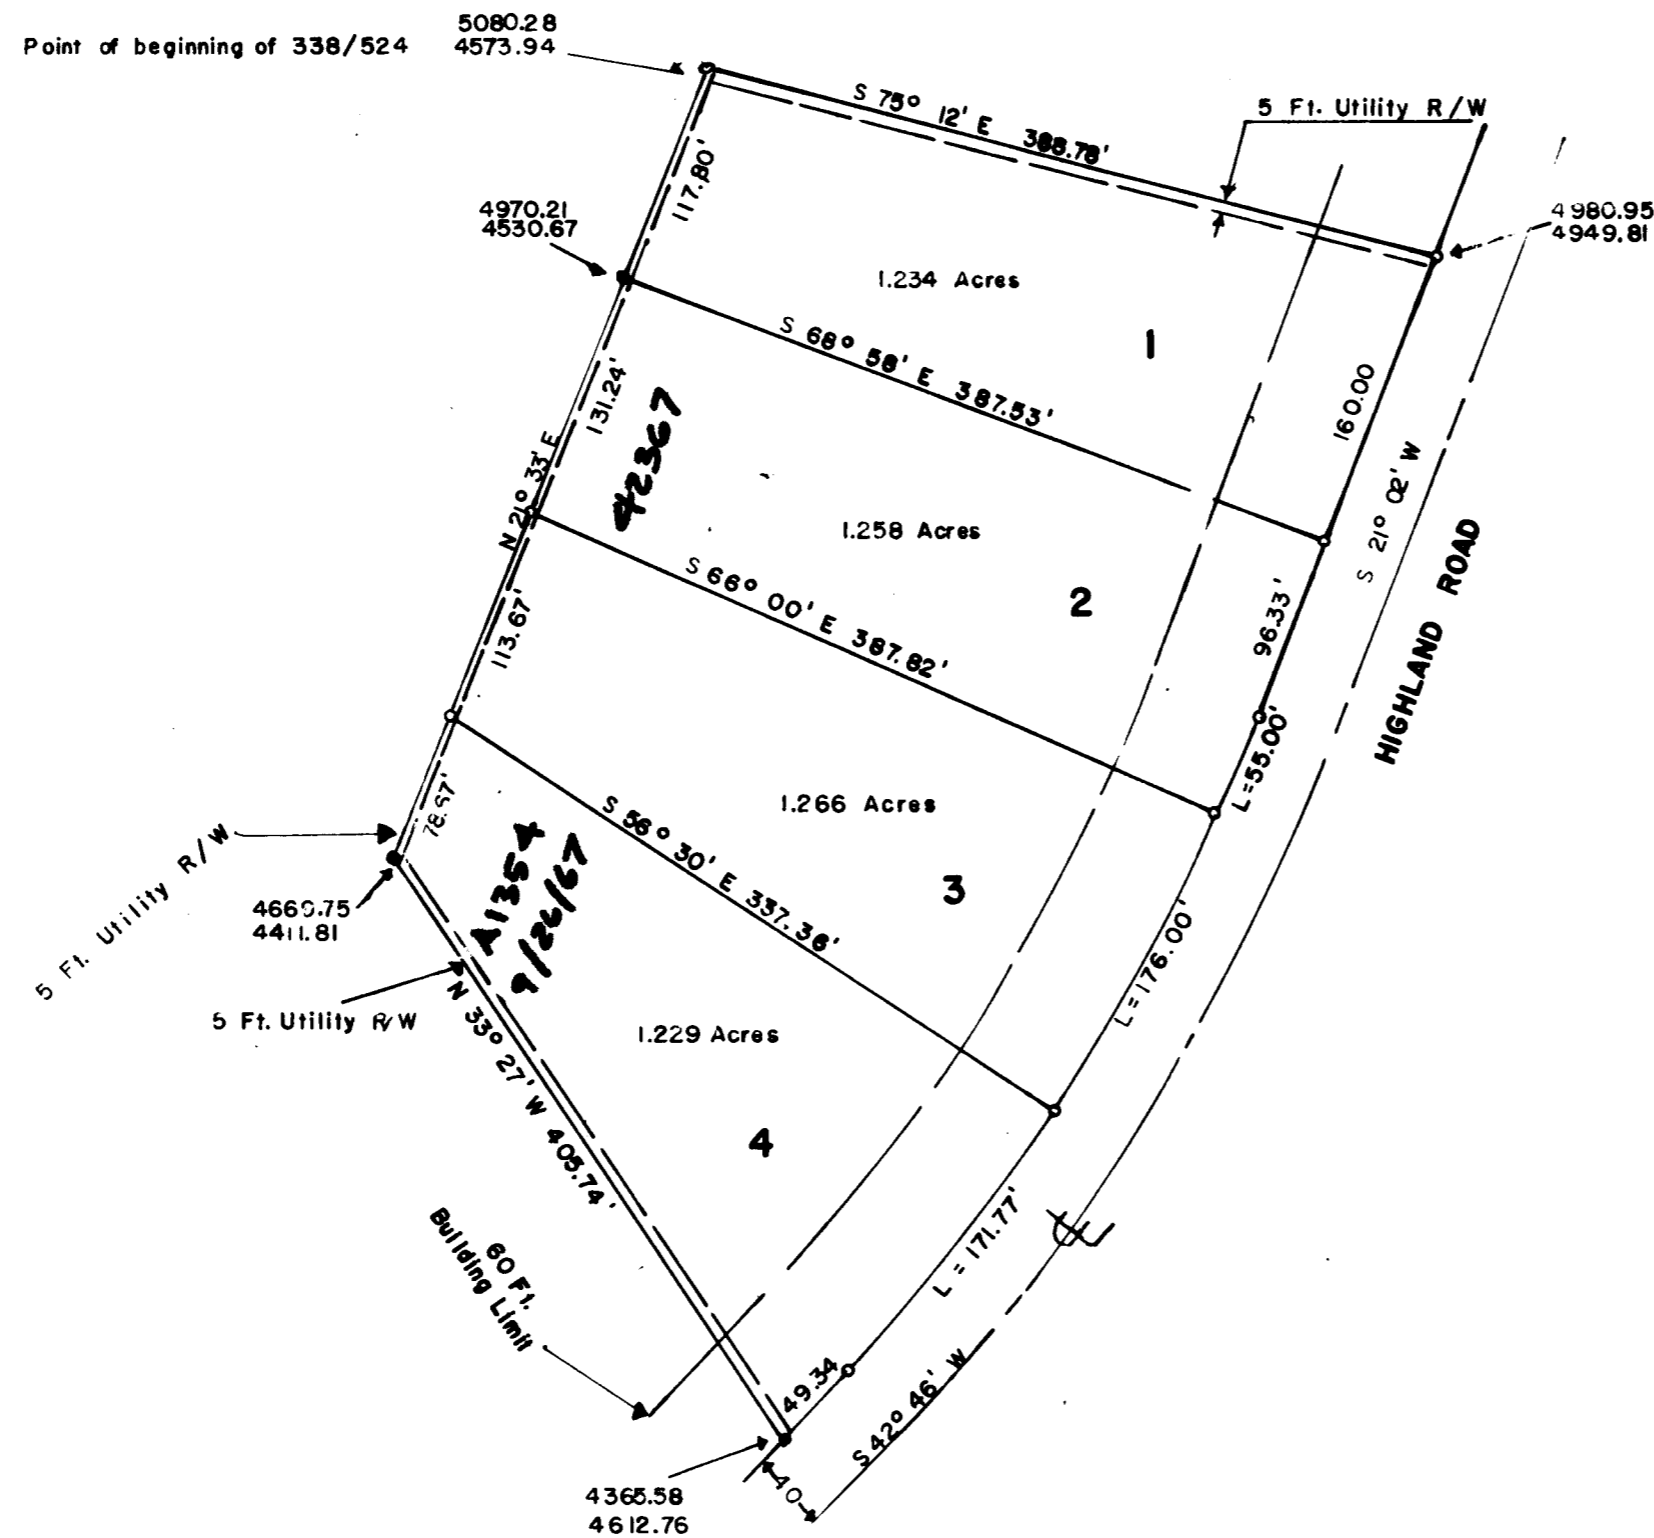 5080.28
Point of beginning of 338/524 4573.94
S 75° 12' E 388.78'
5 Ft. Utility R/W
117.80'
4970.21
4530.67
4980.95
4949.81
1.234 Acres
1
S 68° 58' E 387.53'
160.00
131.24'
42367
N 21° 33' E
S 21° 02' W
HIGHLAND ROAD
1.258 Acres
2
S 66° 00' E 387.82'
96.33'
113.67'
L=55.00'
78.67'
1.266 Acres
3
S 56° 30' E 337.36'
5 Ft. Utility R/W
A1354
9/26/67
4411.81
L=176.00'
5 Ft. Utility R/W
N 33° 27' W 405.74'
1.229 Acres
4
L = 171.77'
60 Ft.
Building Limit
49.34
S 42° 46' W
40
4365.58
4612.76